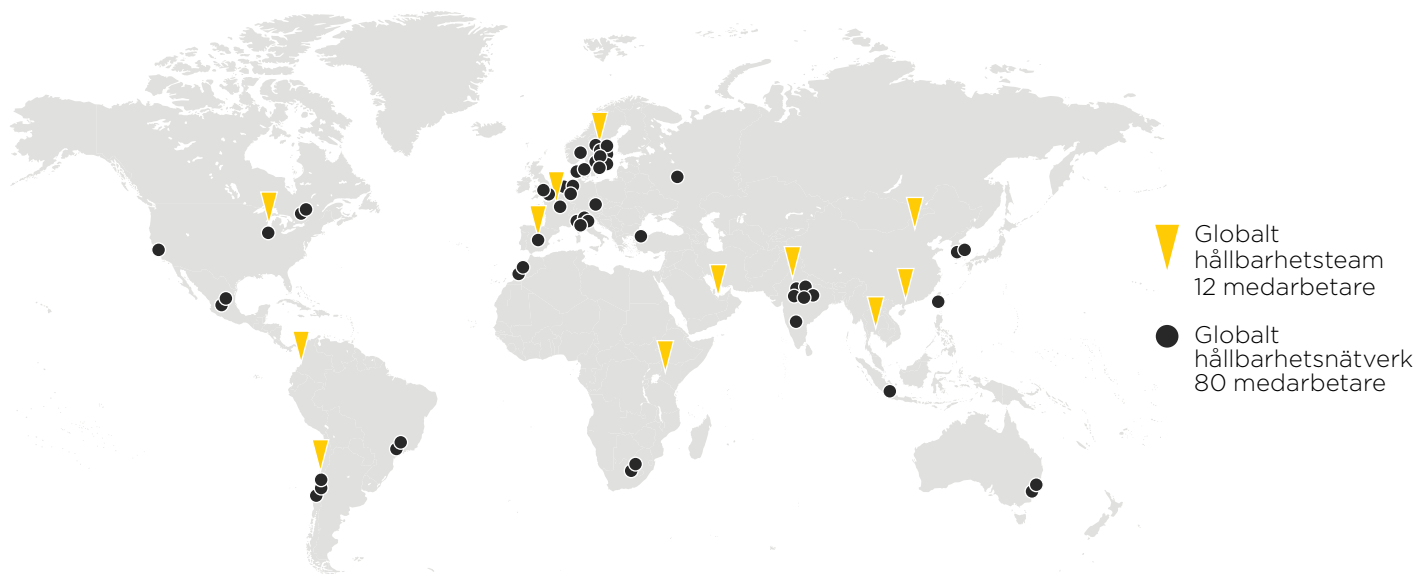 Globalt
hållbarhetsteam
12 medarbetare
Globalt
hållbarhetsnätverk
80 medarbetare